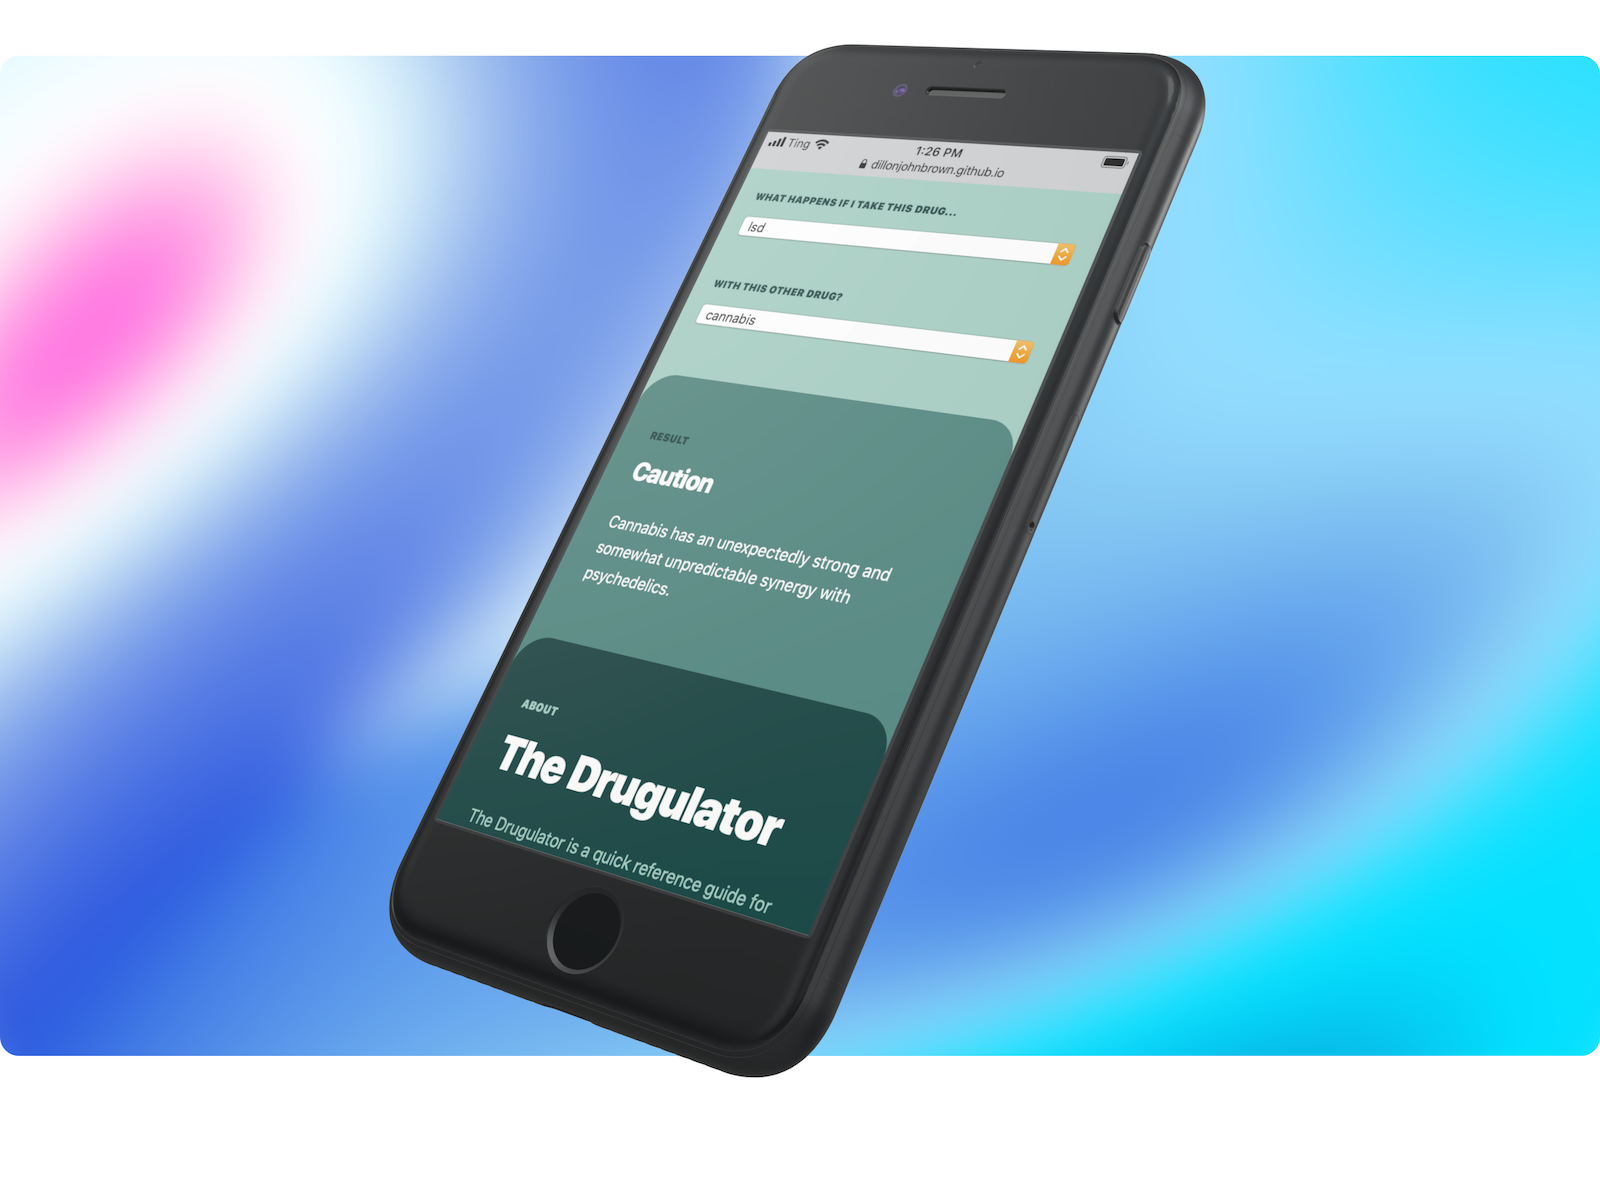 Ting
1:26 PM
dillonjohnbrown.github.io
WHAT HAPPENS IF I TAKE THIS DRUG...
lsd
WITH THIS OTHER DRUG?
cannabis
RESULT
Caution
Cannabis has an unexpectedly strong and
somewhat unpredictable synergy with
psychedelics.
ABOUT
The Drugulator
The Drugulator is a quick reference guide for